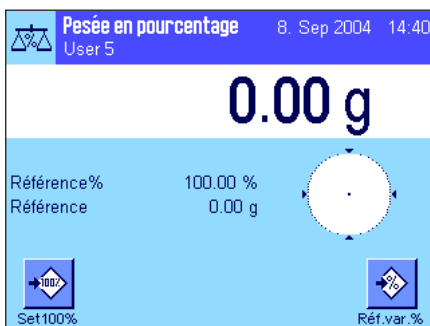 Pesée en pourcentage 8. Sep 2004 14:40
User 5
0.00 g
Référence% 100.00 %
Référence 0.00 g
100%
%
Set100% Réf.var.%